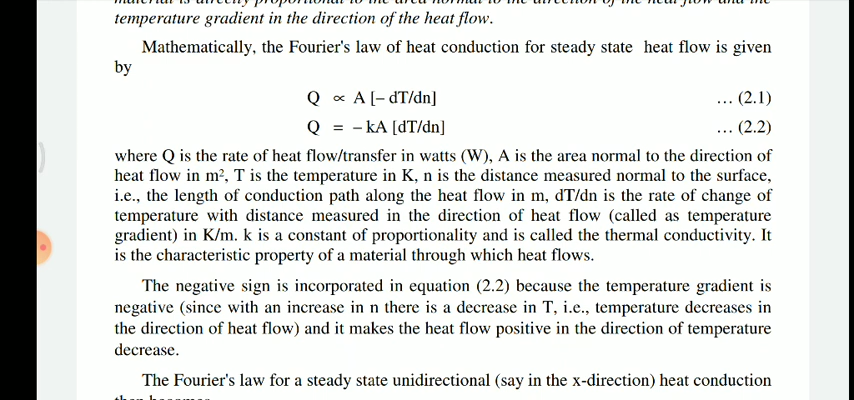 temperature gradient in the direction of the heat flow.
Mathematically, the Fourier's law of heat conduction for steady state heat flow is given
by
Q ∝ A [– dT/dn] ... (2.1)
Q = – kA [dT/dn] ... (2.2)
where Q is the rate of heat flow/transfer in watts (W), A is the area normal to the direction of
heat flow in m², T is the temperature in K, n is the distance measured normal to the surface,
i.e., the length of conduction path along the heat flow in m, dT/dn is the rate of change of
temperature with distance measured in the direction of heat flow (called as temperature
gradient) in K/m. k is a constant of proportionality and is called the thermal conductivity. It
is the characteristic property of a material through which heat flows.
The negative sign is incorporated in equation (2.2) because the temperature gradient is
negative (since with an increase in n there is a decrease in T, i.e., temperature decreases in
the direction of heat flow) and it makes the heat flow positive in the direction of temperature
decrease.
The Fourier's law for a steady state unidirectional (say in the x-direction) heat conduction